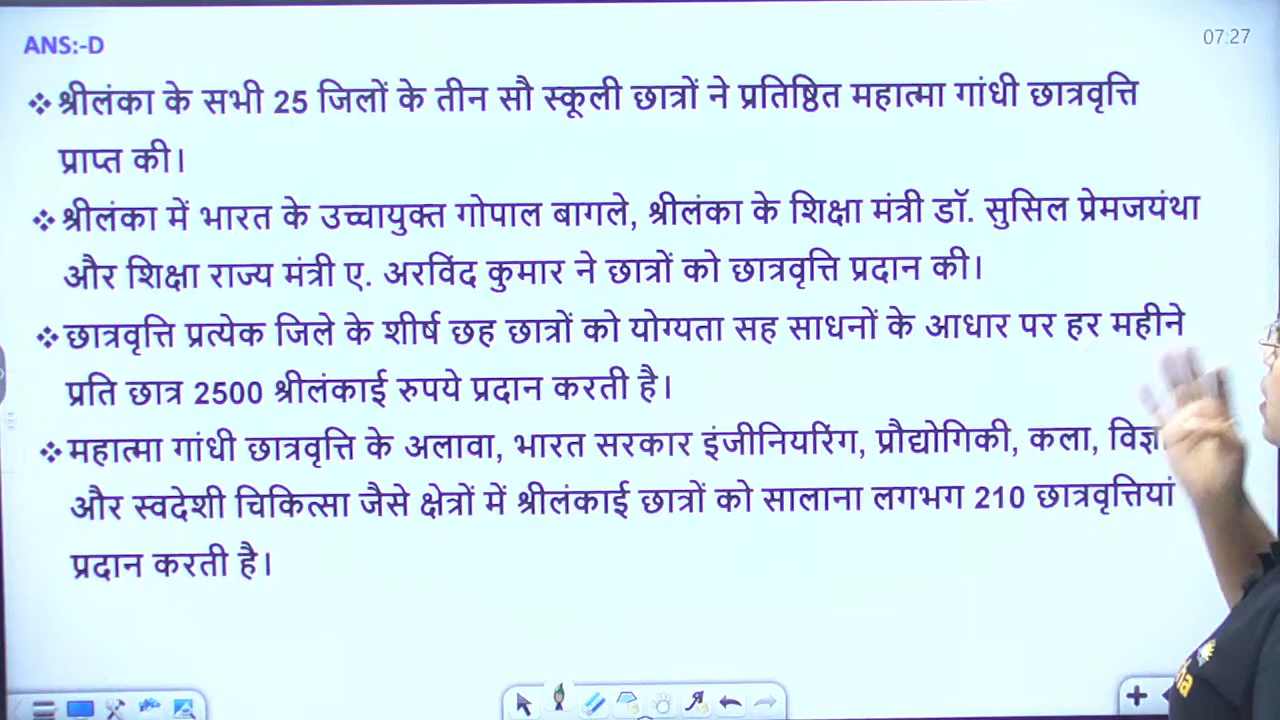 ANS:-D
07:27
❖श्रीलंका के सभी 25 जिलों के तीन सौ स्कूली छात्रों ने प्रतिष्ठित महात्मा गांधी छात्रवृत्ति
प्राप्त की।
❖श्रीलंका में भारत के उच्चायुक्त गोपाल बागले, श्रीलंका के शिक्षा मंत्री डॉ. सुसिल प्रेमजयंथा
और शिक्षा राज्य मंत्री ए. अरविंद कुमार ने छात्रों को छात्रवृत्ति प्रदान की।
❖छात्रवृत्ति प्रत्येक जिले के शीर्ष छह छात्रों को योग्यता सह साधनों के आधार पर हर महीने
प्रति छात्र 2500 श्रीलंकाई रुपये प्रदान करती है।
❖महात्मा गांधी छात्रवृत्ति के अलावा, भारत सरकार इंजीनियरिंग, प्रौद्योगिकी, कला,
और स्वदेशी चिकित्सा जैसे क्षेत्रों में श्रीलंकाई छात्रों को सालाना लगभग 210 छात्रवृत्तियां
प्रदान करती है।